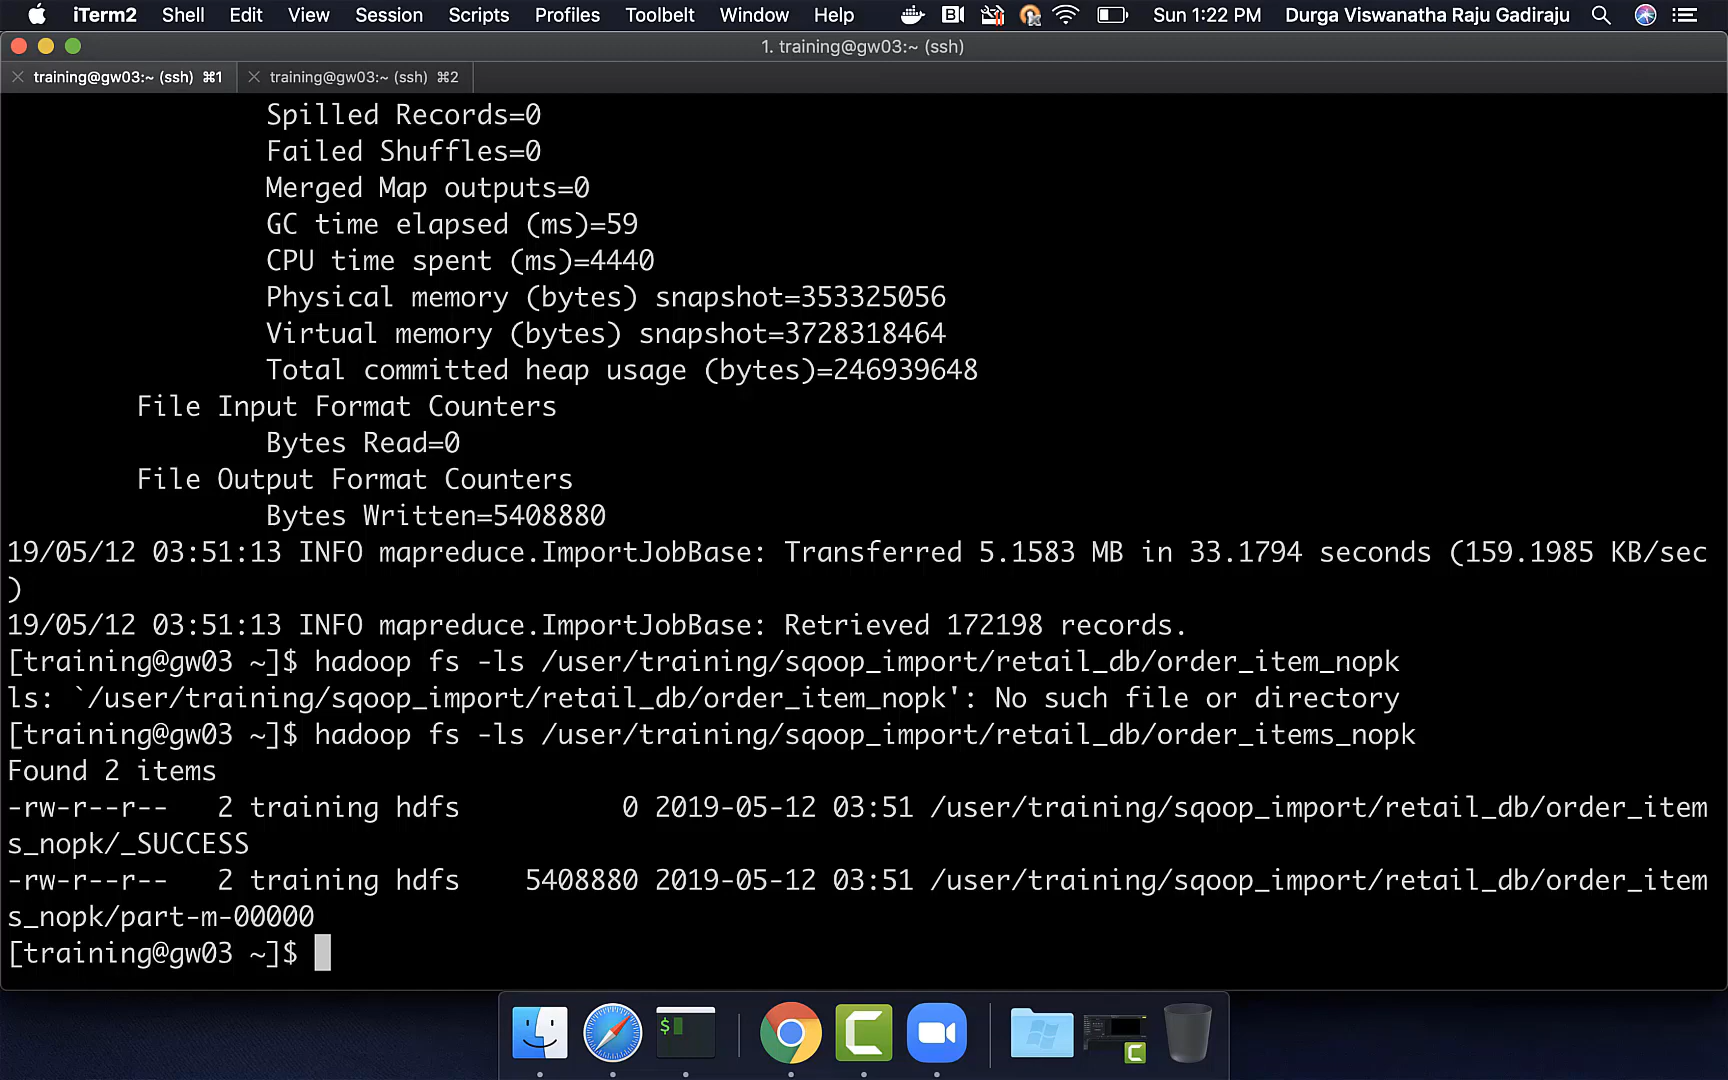 iTerm2 Shell Edit View Session Scripts Profiles Toolbelt Window Help Sun 1:22 PM Durga Viswanatha Raju Gadiraju
1. training@gw03:~ (ssh)
training@gw03:~ (ssh) ⌘1 training@gw03:~ (ssh) ⌘2
Spilled Records=0
Failed Shuffles=0
Merged Map outputs=0
GC time elapsed (ms)=59
CPU time spent (ms)=4440
Physical memory (bytes) snapshot=353325056
Virtual memory (bytes) snapshot=3728318464
Total committed heap usage (bytes)=246939648
File Input Format Counters
Bytes Read=0
File Output Format Counters
Bytes Written=5408880
19/05/12 03:51:13 INFO mapreduce.ImportJobBase: Transferred 5.1583 MB in 33.1794 seconds (159.1985 KB/sec
)
19/05/12 03:51:13 INFO mapreduce.ImportJobBase: Retrieved 172198 records.
[training@gw03 ~]$ hadoop fs -ls /user/training/sqoop_import/retail_db/order_item_nopk
ls: `/user/training/sqoop_import/retail_db/order_item_nopk': No such file or directory
[training@gw03 ~]$ hadoop fs -ls /user/training/sqoop_import/retail_db/order_items_nopk
Found 2 items
-rw-r--r-- 2 training hdfs 0 2019-05-12 03:51 /user/training/sqoop_import/retail_db/order_item
s_nopk/_SUCCESS
-rw-r--r-- 2 training hdfs 5408880 2019-05-12 03:51 /user/training/sqoop_import/retail_db/order_item
s_nopk/part-m-00000
[training@gw03 ~]$